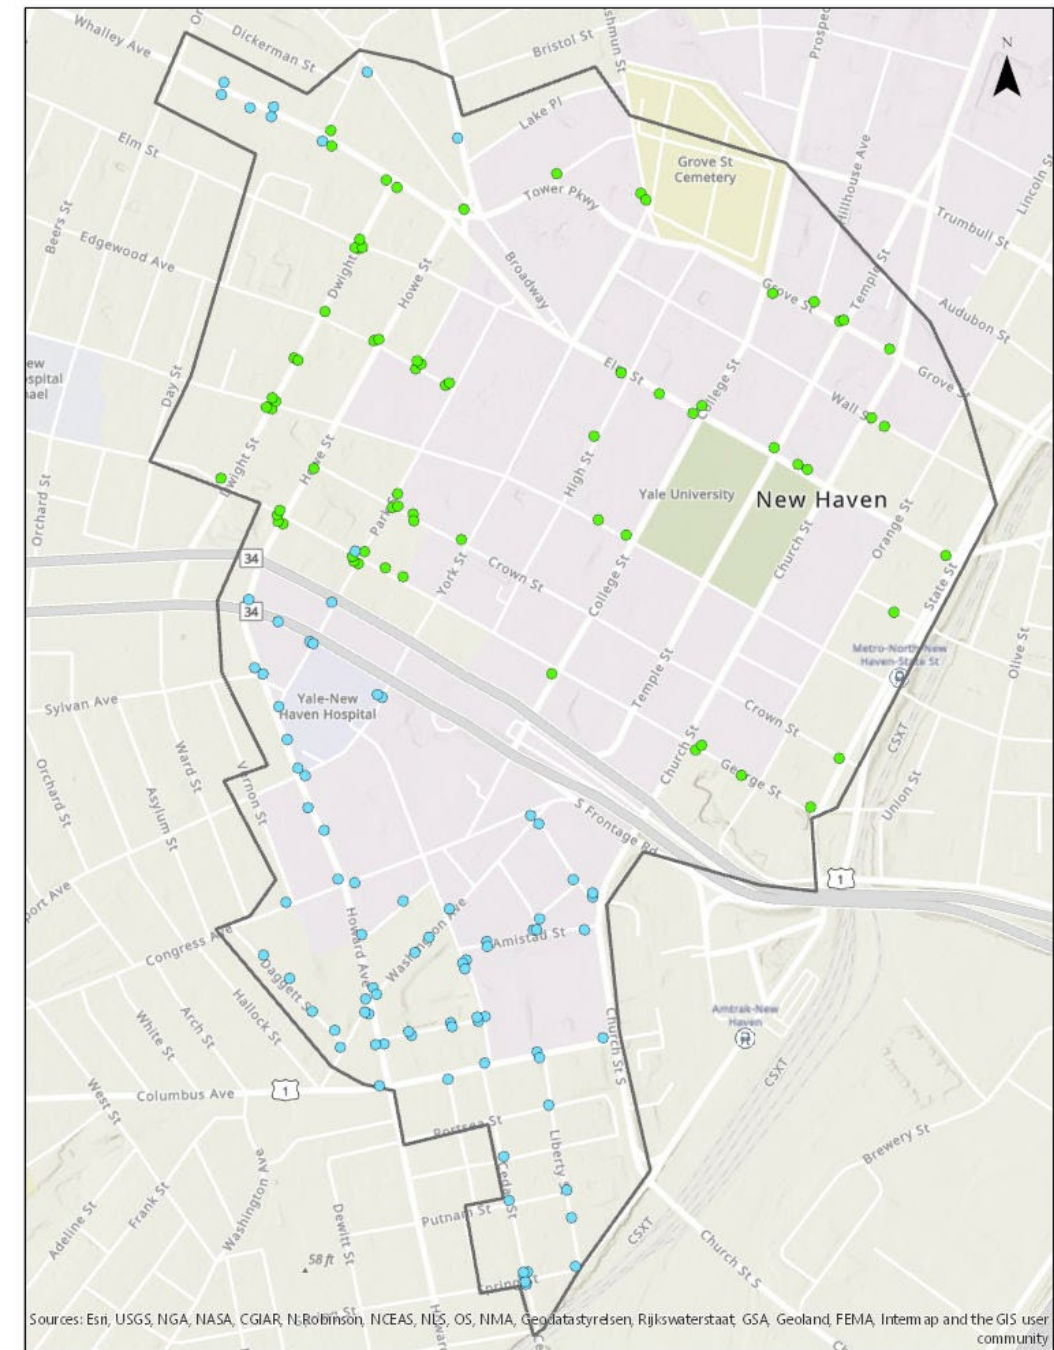 Whalley Ave
Dickerman St
Bristol St
Prospec
N
Lake Pl
Elm St
Grove St
Cemetery
Hillhouse Ave
Lincoln St
Tower Pkwy
Beers St
Trumbull St
Edgewood Ave
Dwight
Howe St
Broadway
Grove St
Temple St
Audubon St
Day St
Elm St
College St
Grove St
Wall S
Dwight St
Howe St
High St
Yale University
New Haven
Orchard St
Park S
Orange St
Church St
34
York St
Crown St
College St
State St
34
Metro-North-New
Haven-State St
Olive St
Sylvan Ave
Yale-New
Haven Hospital
Temple St
Crown St
CSXT
Ward St
Church St
George St
Orchard St
Asylum St
Vernon St
Union St
S Frontage Rd
1
port Ave
Congress Ave
Howard Ave
Washington Ave
Amistad St
Daggett S
Hallock St
Arch St
White St
Amtrak-New
Haven
Church St S
CSXT
1
Columbus Ave
West St
Portsea St
Liberty S
Brewery St
Washington Ave
Frank St
Adeline St
Dewitt St
Cedar St
Putnam St
58 ft
CSXT
Church St S
Spring St
Howard
Sources: Esri, USGS, NGA, NASA, CGIAR, N Robinson, NCEAS, NLS, OS, NMA, Geodatastyrelsen, Rijkswaterstaat, GSA, Geoland, FEMA, Intermap and the GIS user
community